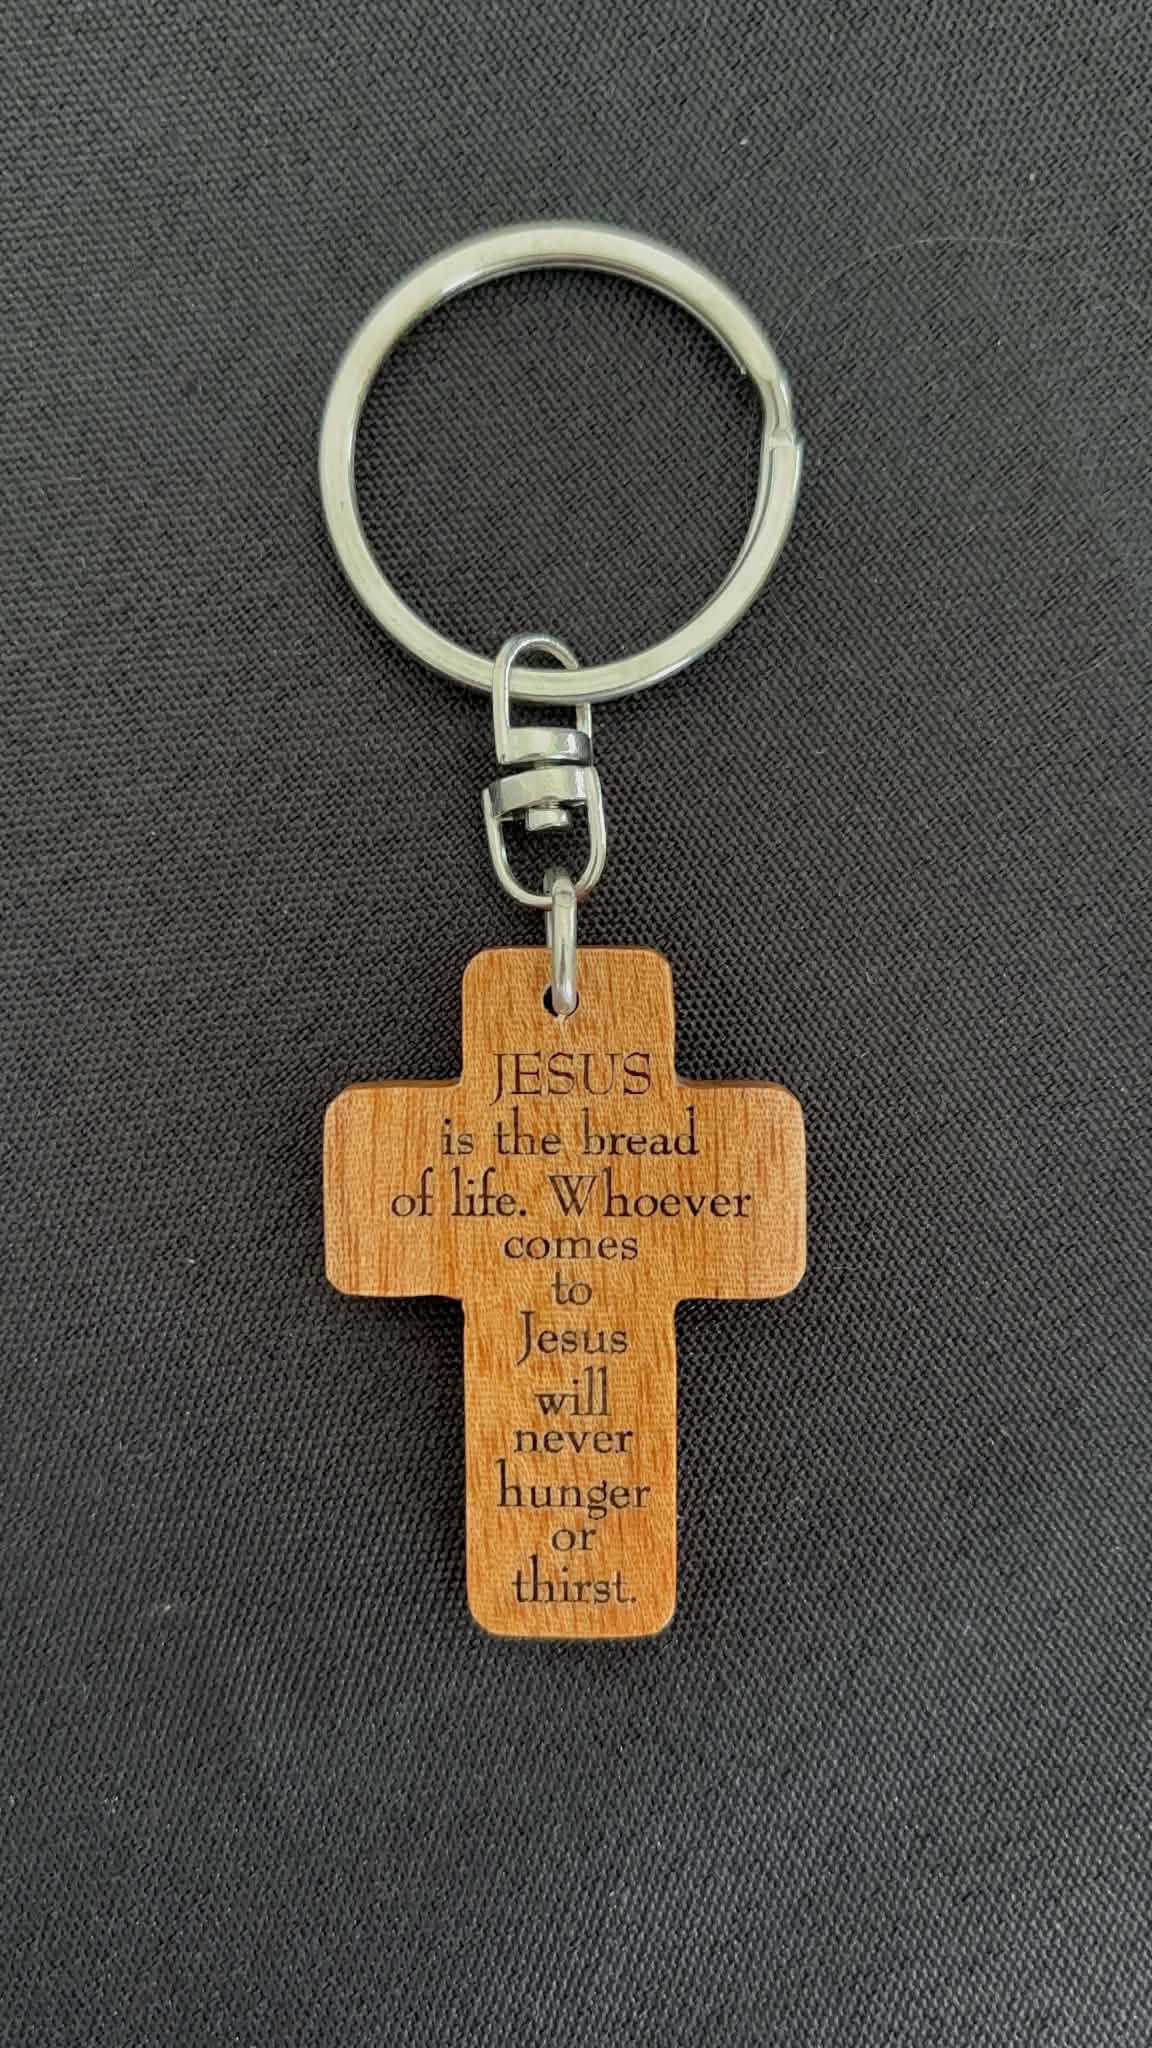 JESUS
is the bread
of life. Whoever
comes
to
Jesus
will
never
hunger
or
thirst.